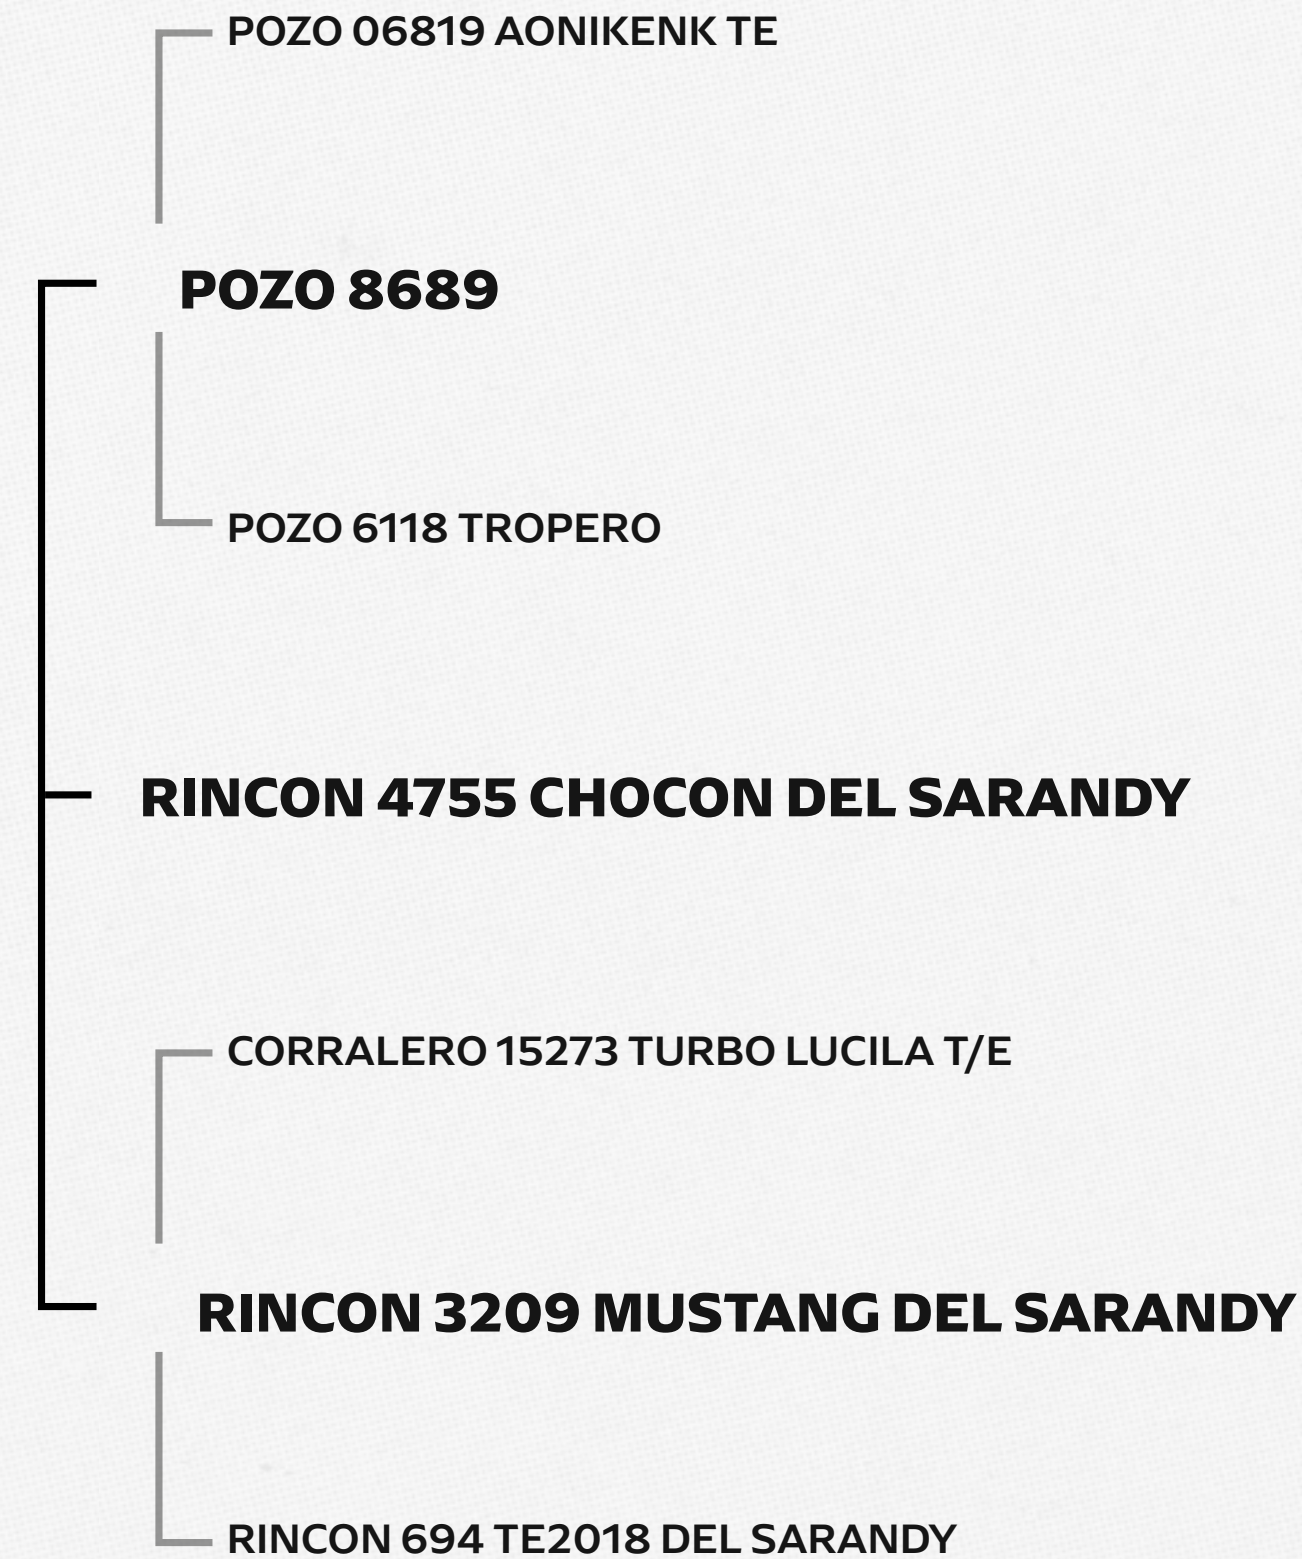 POZO 06819 AONIKENK TE
POZO 8689
POZO 6118 TROPERO
RINCON 4755 CHOCON DEL SARANDY
CORRALERO 15273 TURBO LUCILA T/E
RINCON 3209 MUSTANG DEL SARANDY
RINCON 694 TE2018 DEL SARANDY